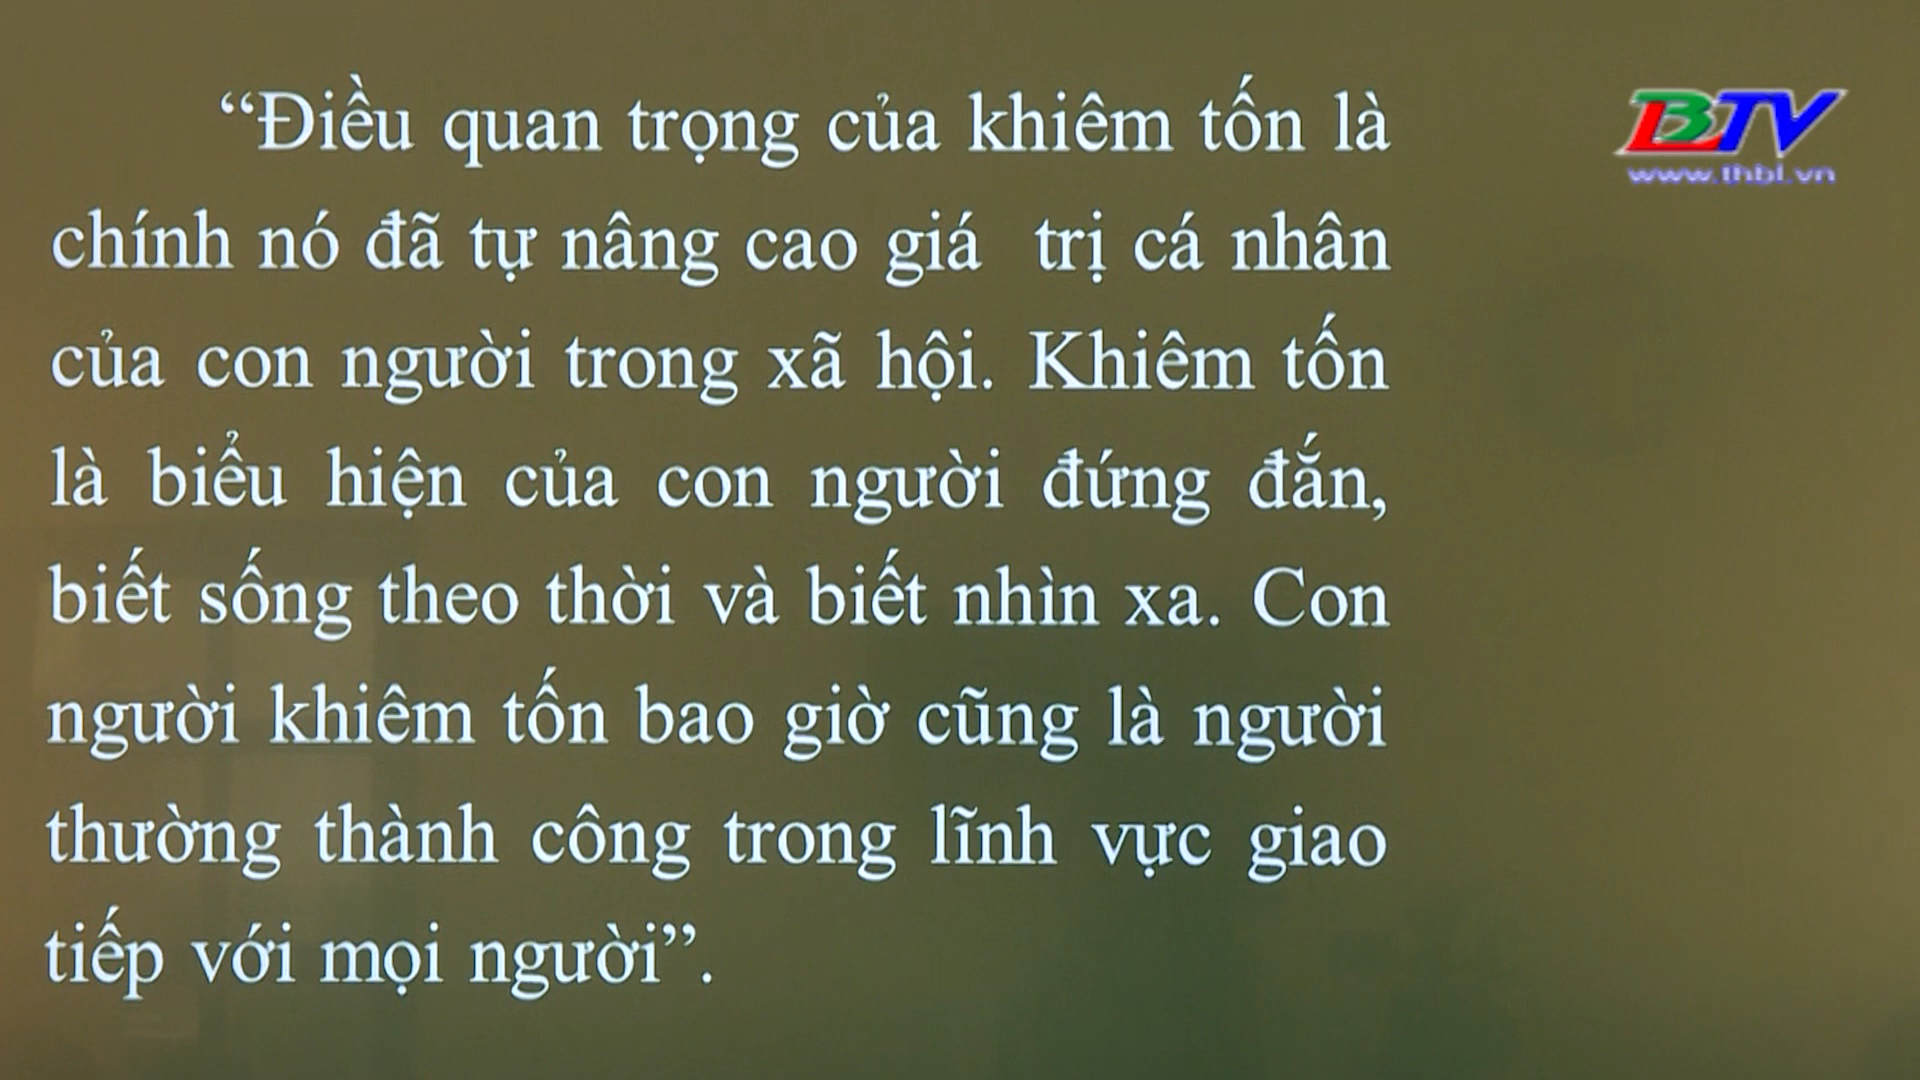 “Điều quan trọng của khiêm tốn là
chính nó đã tự nâng cao giá trị cá nhân
của con người trong xã hội. Khiêm tốn
là biểu hiện của con người đứng đắn,
biết sống theo thời và biết nhìn xa. Con
người khiêm tốn bao giờ cũng là người
thường thành công trong lĩnh vực giao
tiếp với mọi người”.
BTV
www.thbl.vn